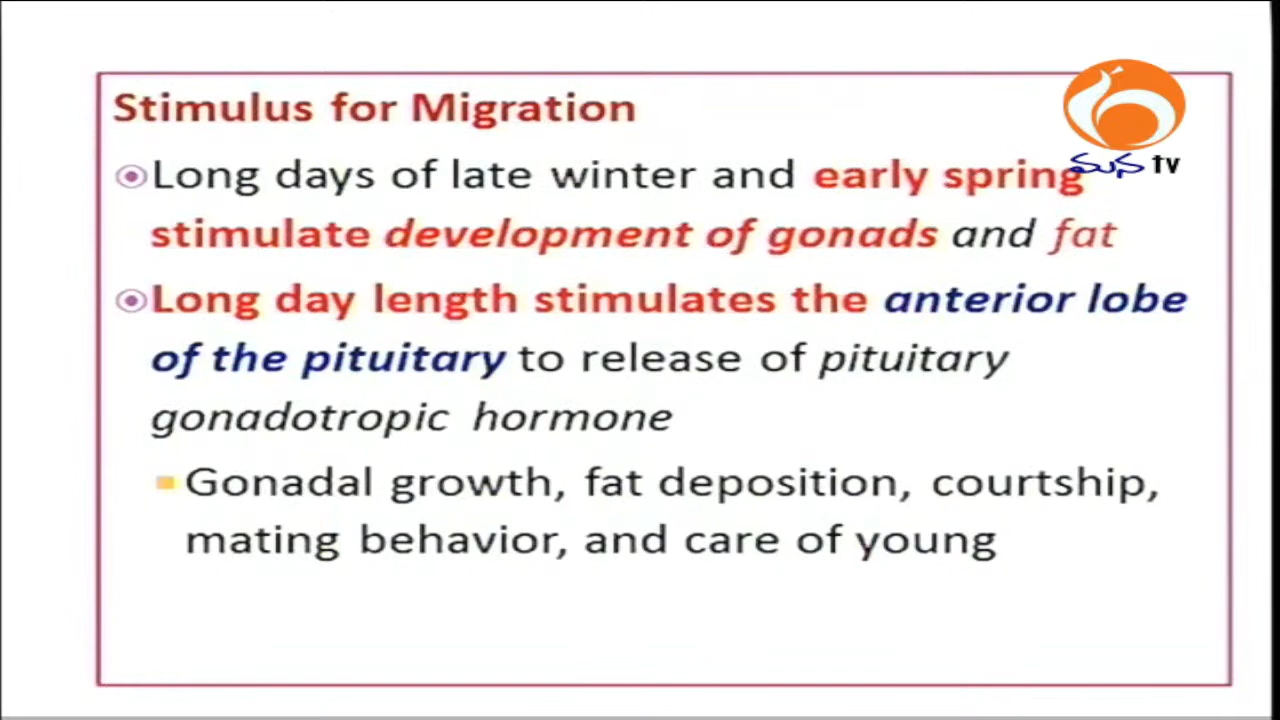 Stimulus for Migration
Long days of late winter and early spring
stimulate development of gonads and fat
Long day length stimulates the anterior lobe
of the pituitary to release of pituitary
gonadotropic hormone
Gonadal growth, fat deposition, courtship,
mating behavior, and care of young
మన tv